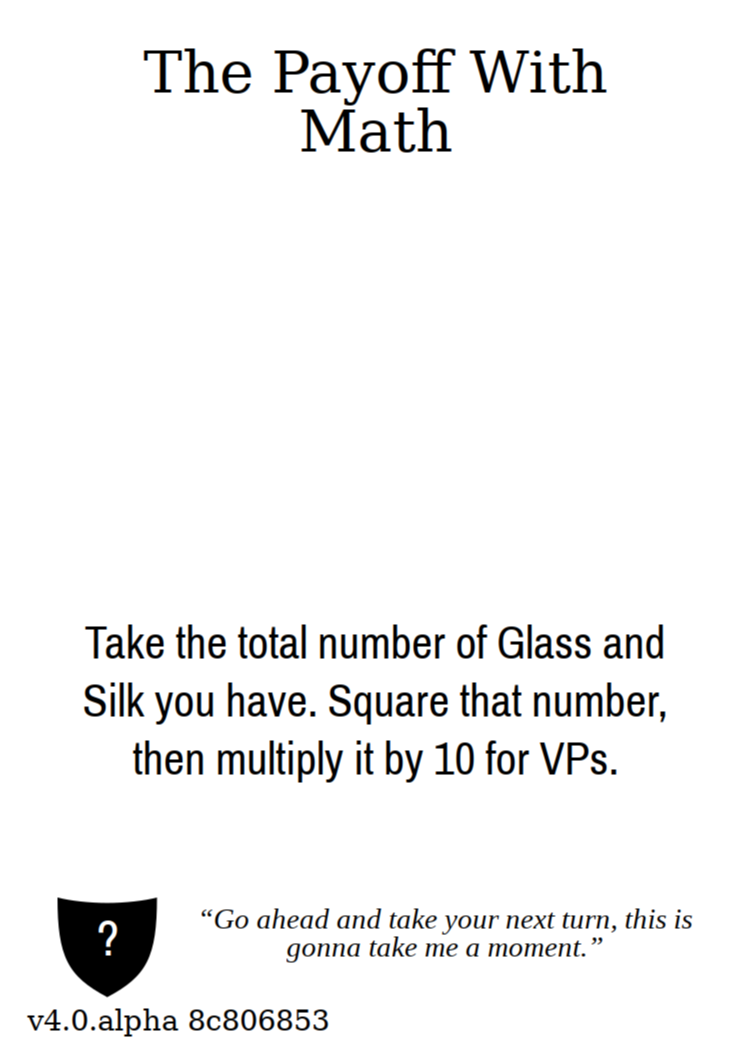 The Payoff With
Math
Take the total number of Glass and
Silk you have. Square that number,
then multiply it by 10 for VPs.
?
“Go ahead and take your next turn, this is
gonna take me a moment.”
v4.0.alpha 8c806853